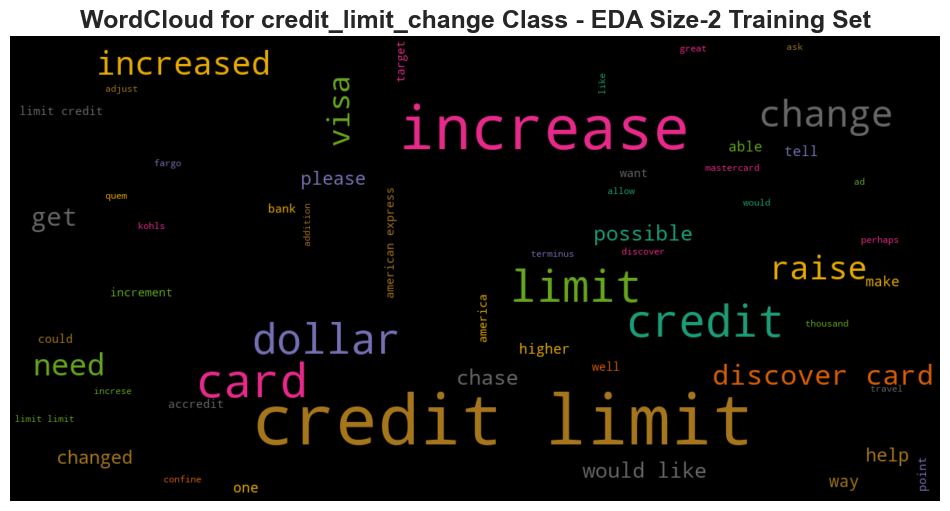 WordCloud for credit_limit_change Class - EDA Size-2 Training Set
increased
target
great
ask
adjust
like
visa
limit credit
increase
change
able
tell
fargo
please
want
mastercard
quem
american express
allow
ad
get
kohls
bank
addition
would
possible
perhaps
terminus
discover
increment
limit
raise
make
america
credit
thousand
could
dollar
higher
need
card
chase
well
discover card
increse
accredit
travel
limit limit
credit limit
changed
would like
help
confine
one
way
point